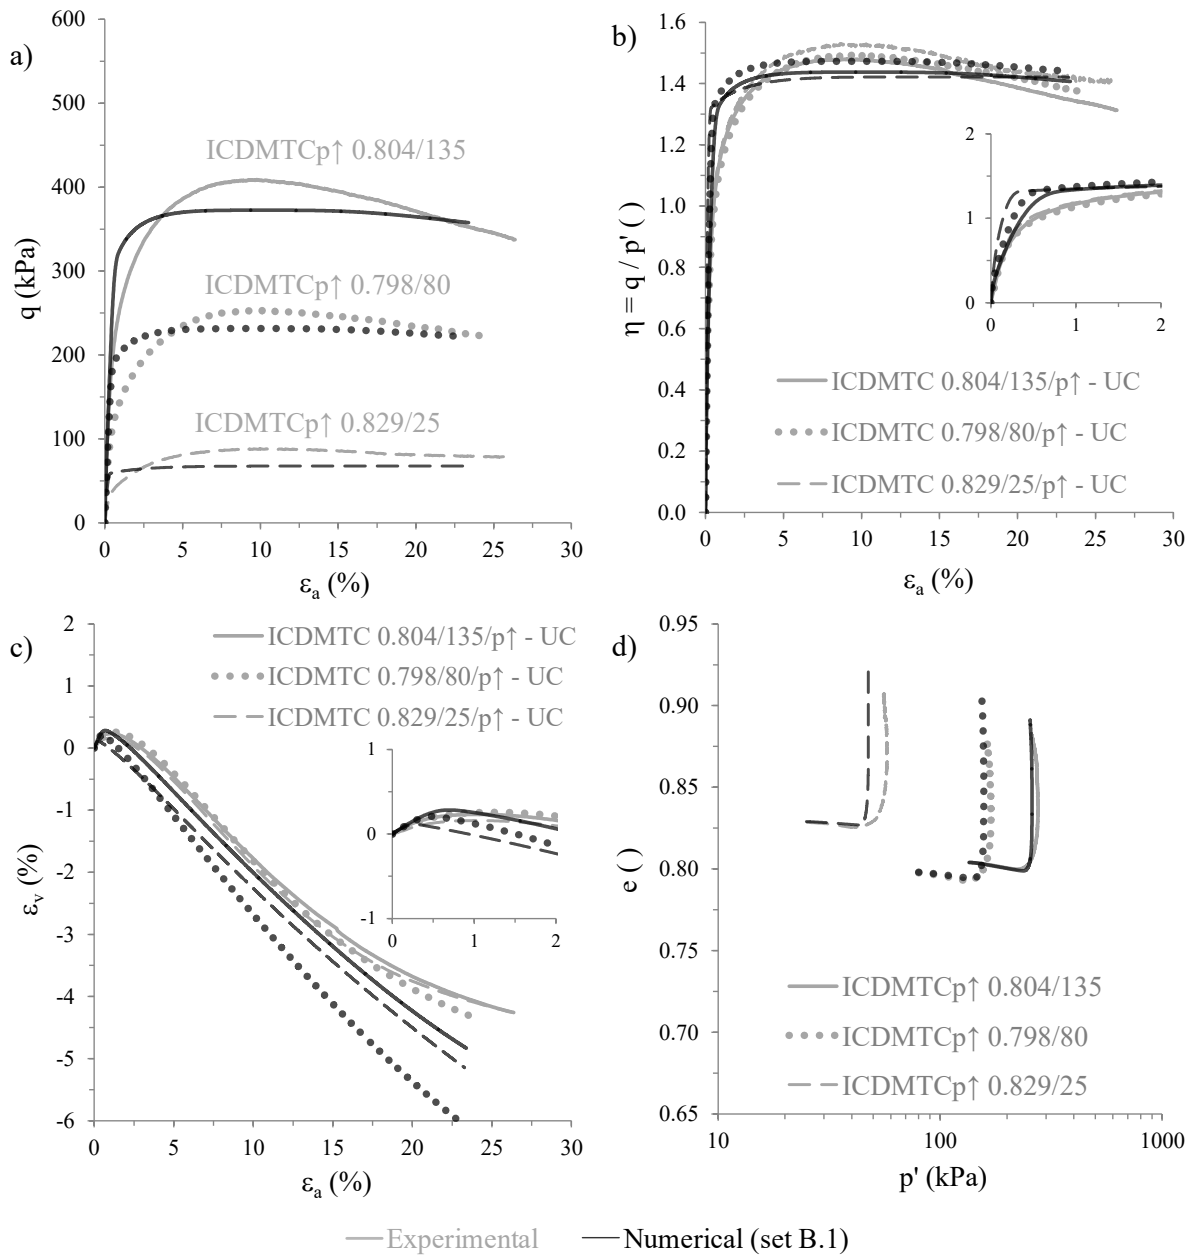 a)
600
500
400
300
200
100
0
q (kPa)
ICDMTCp↑ 0.804/135
ICDMTCp↑ 0.798/80
ICDMTCp↑ 0.829/25
0 5 10 15 20 25 30
εa (%)
b)
1.6
1.4
1.2
1.0
0.8
0.6
0.4
0.2
0.0
η = q / p' ( )
2
1
0
0 1 2
ICDMTC 0.804/135/p↑ - UC
ICDMTC 0.798/80/p↑ - UC
ICDMTC 0.829/25/p↑ - UC
0 5 10 15 20 25 30
εa (%)
c)
2
1
0
-1
-2
-3
-4
-5
-6
εv (%)
ICDMTC 0.804/135/p↑ - UC
ICDMTC 0.798/80/p↑ - UC
ICDMTC 0.829/25/p↑ - UC
1
0
-1
0 1 2
0 5 10 15 20 25 30
εa (%)
d)
0.95
0.90
0.85
0.80
0.75
0.70
0.65
e ( )
ICDMTCp↑ 0.804/135
ICDMTCp↑ 0.798/80
ICDMTCp↑ 0.829/25
10 100 1000
p' (kPa)
Experimental Numerical (set B.1)